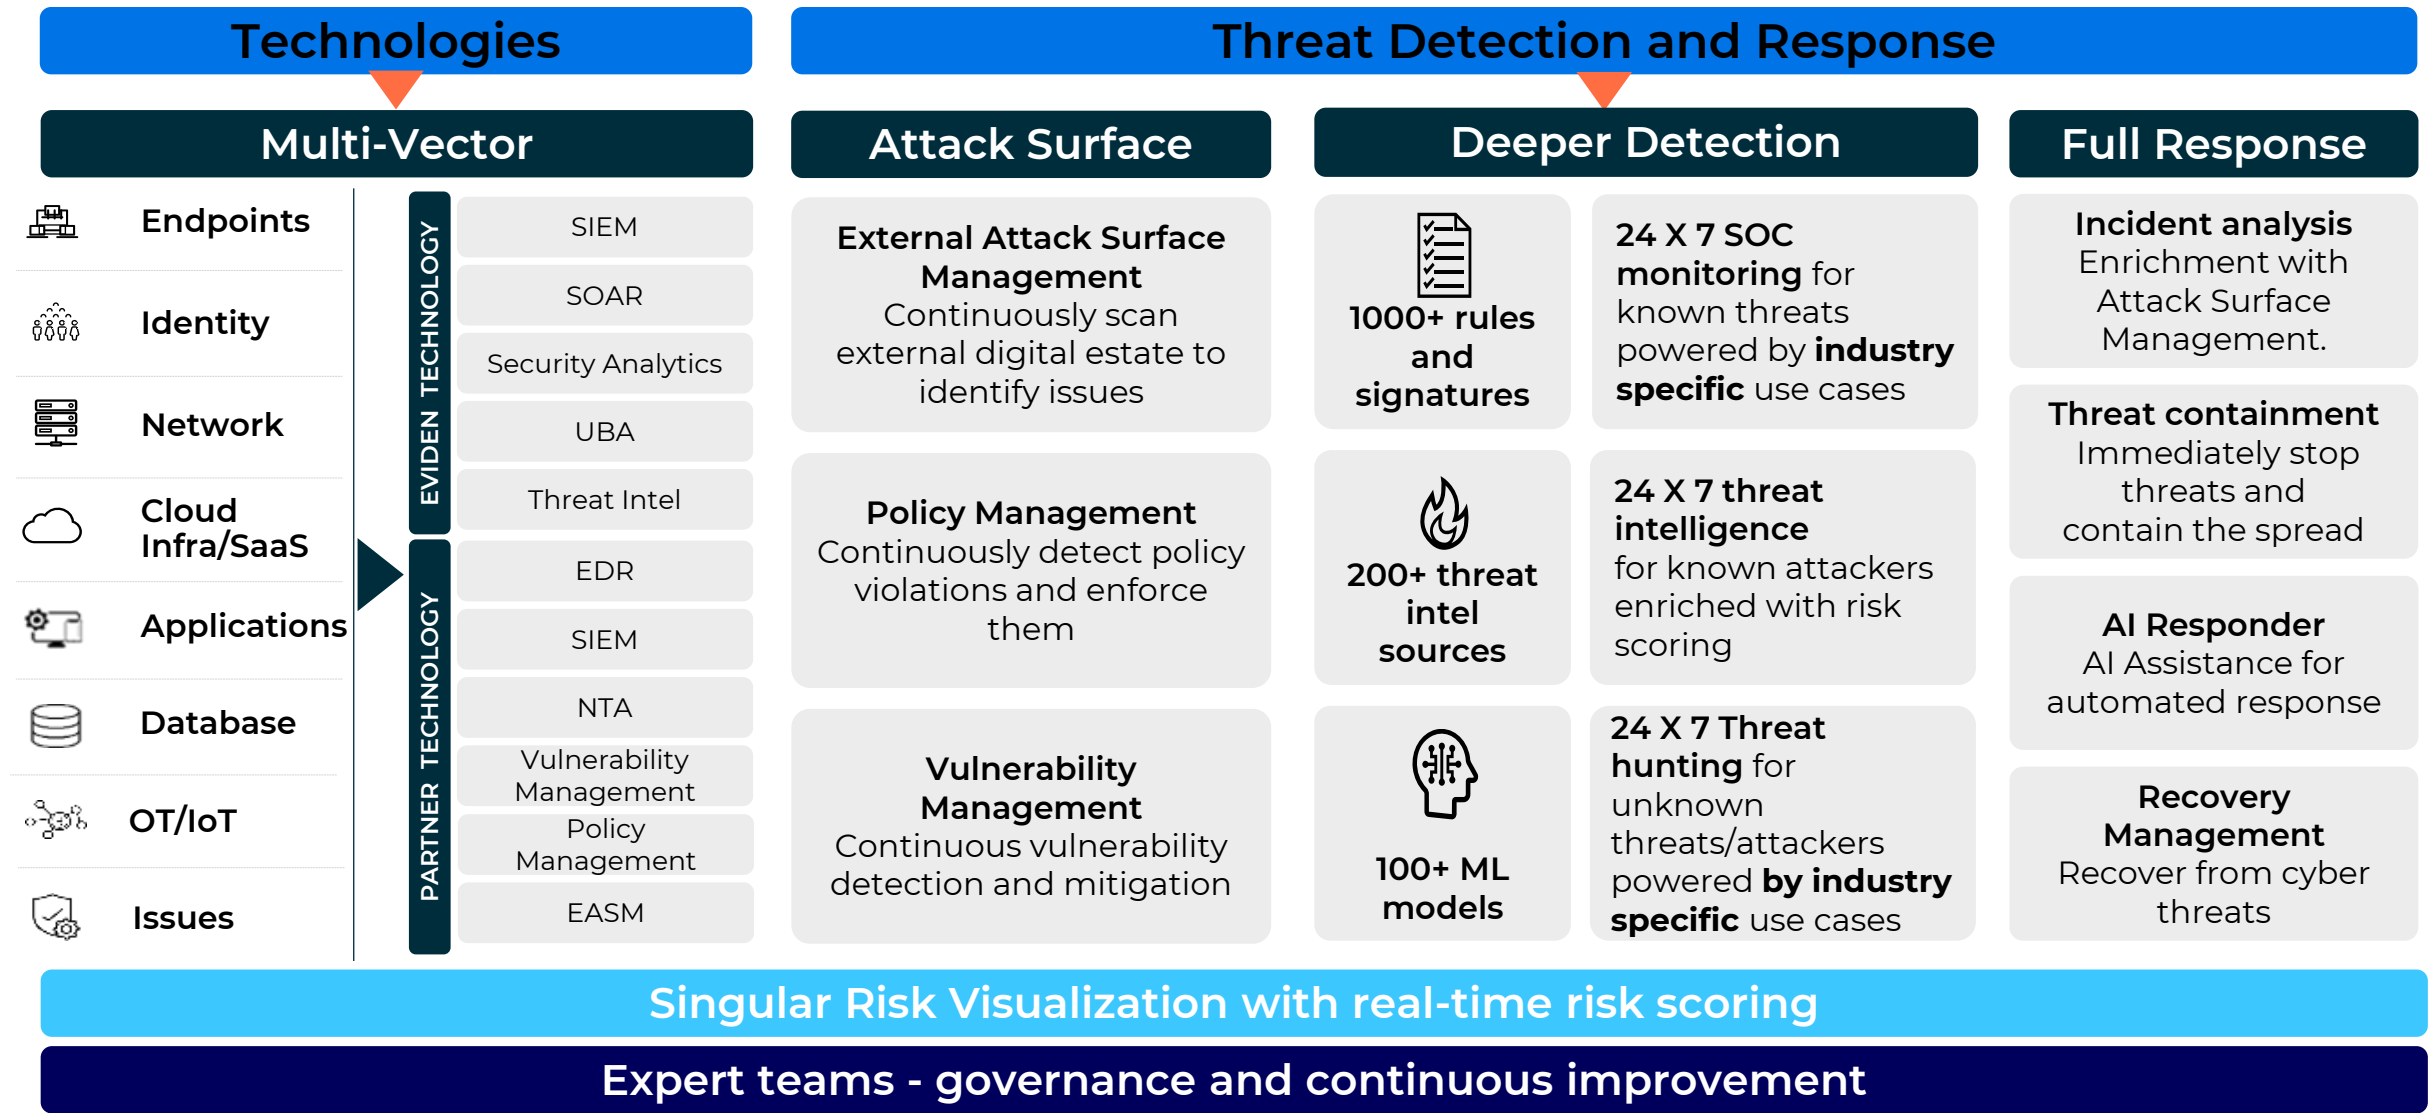 Technologies
Threat Detection and Response
Multi-Vector
Attack Surface
Deeper Detection
Full Response
Endpoints
Identity
Network
Cloud
Infra/SaaS
Applications
Database
OT/IoT
Issues
EVIDEN TECHNOLOGY
SIEM
SOAR
Security Analytics
UBA
Threat Intel
PARTNER TECHNOLOGY
EDR
SIEM
NTA
Vulnerability
Management
Policy
Management
EASM
External Attack Surface
Management
Continuously scan
external digital estate to
identify issues
Policy Management
Continuously detect policy
violations and enforce
them
Vulnerability
Management
Continuous vulnerability
detection and mitigation
1000+ rules
and
signatures
24 X 7 SOC
monitoring for
known threats
powered by industry
specific use cases
200+ threat
intel
sources
24 X 7 threat
intelligence
for known attackers
enriched with risk
scoring
100+ ML
models
24 X 7 Threat
hunting for
unknown
threats/attackers
powered by industry
specific use cases
Incident analysis
Enrichment with
Attack Surface
Management.
Threat containment
Immediately stop
threats and
contain the spread
AI Responder
AI Assistance for
automated response
Recovery
Management
Recover from cyber
threats
Singular Risk Visualization with real-time risk scoring
Expert teams - governance and continuous improvement